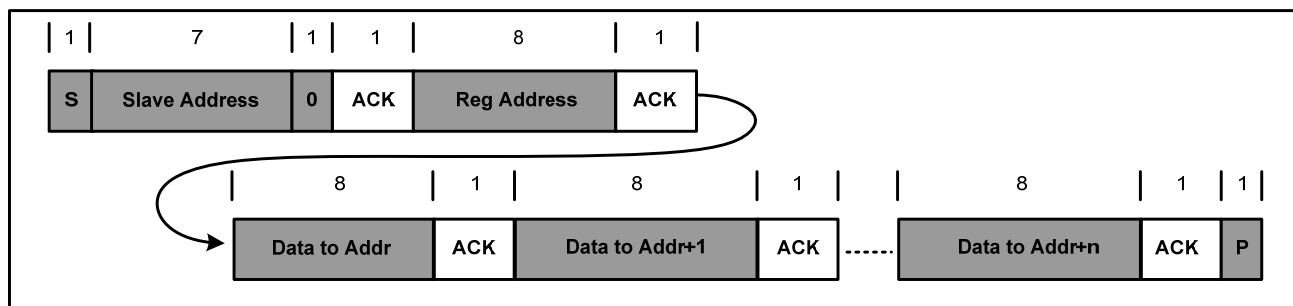 1 7 1 1 8 1
S Slave Address 0 ACK Reg Address ACK
8 1 8 1 8 1 1
Data to Addr ACK Data to Addr+1 ACK Data to Addr+n ACK P